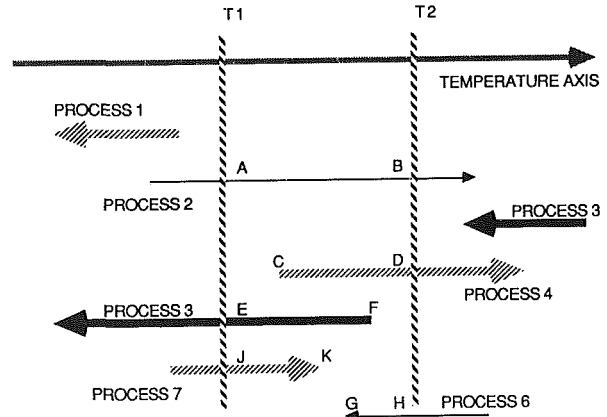 T1 T2
TEMPERATURE AXIS
PROCESS 1
A B
PROCESS 2
PROCESS 3
C D
PROCESS 4
PROCESS 3 E F
J K
PROCESS 7
G H PROCESS 6